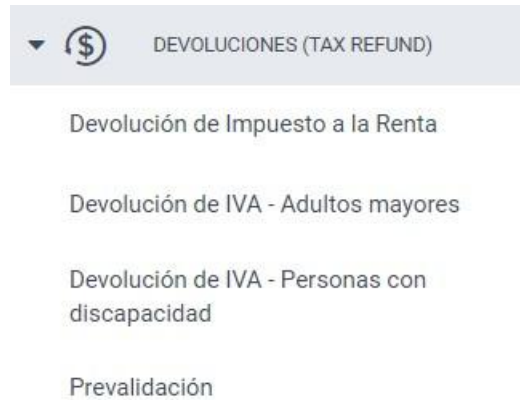 DEVOLUCIONES (TAX REFUND)
Devolución de Impuesto a la Renta
Devolución de IVA - Adultos mayores
Devolución de IVA - Personas con
discapacidad
Prevalidación